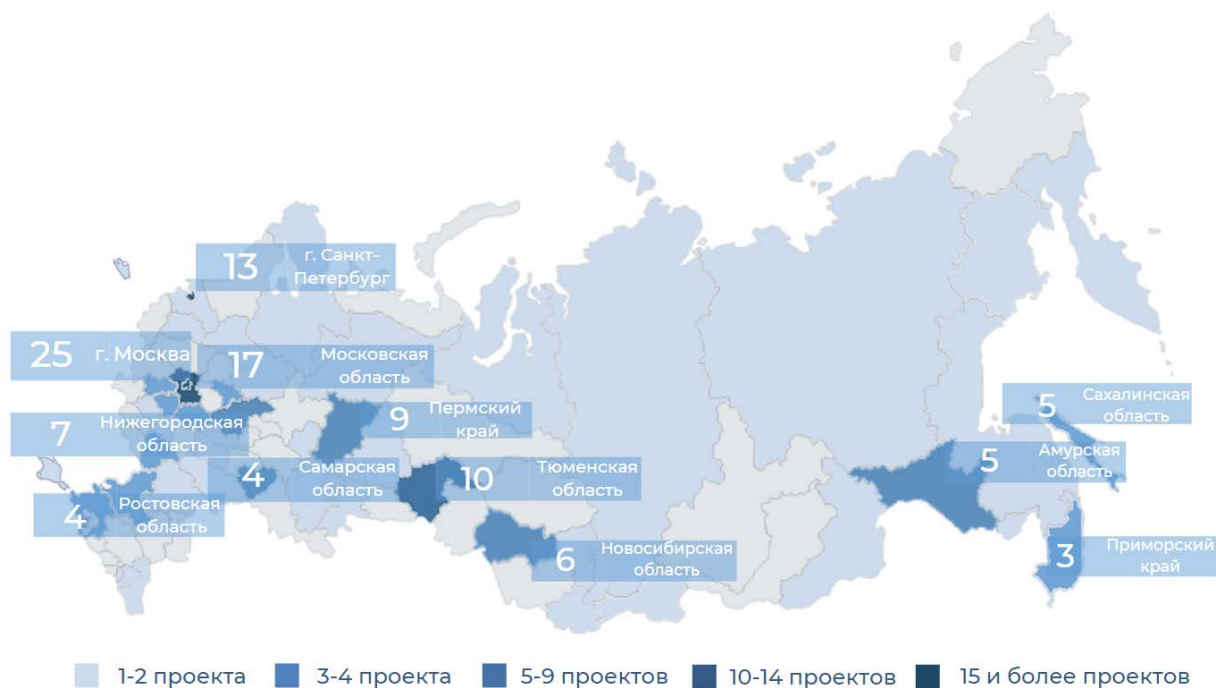 13
г. Санкт-
Петербург
25
г. Москва
17
Московская
область
5
Сахалинская
область
7
Нижегородская
область
9
Пермский
край
5
Амурская
область
4
Самарская
область
10
Тюменская
область
4
Ростовская
область
6
Новосибирская
область
3
Приморский
край
1-2 проекта
3-4 проекта
5-9 проектов
10-14 проектов
15 и более проектов